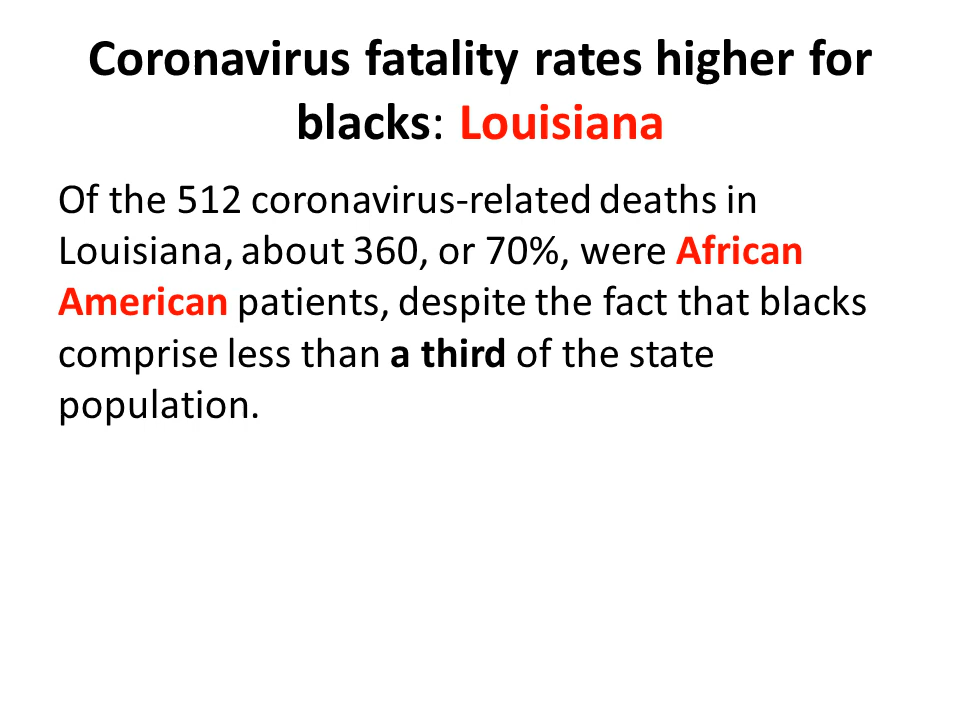 Coronavirus fatality rates higher for
blacks: Louisiana
Of the 512 coronavirus-related deaths in
Louisiana, about 360, or 70%, were African
American patients, despite the fact that blacks
comprise less than a third of the state
population.